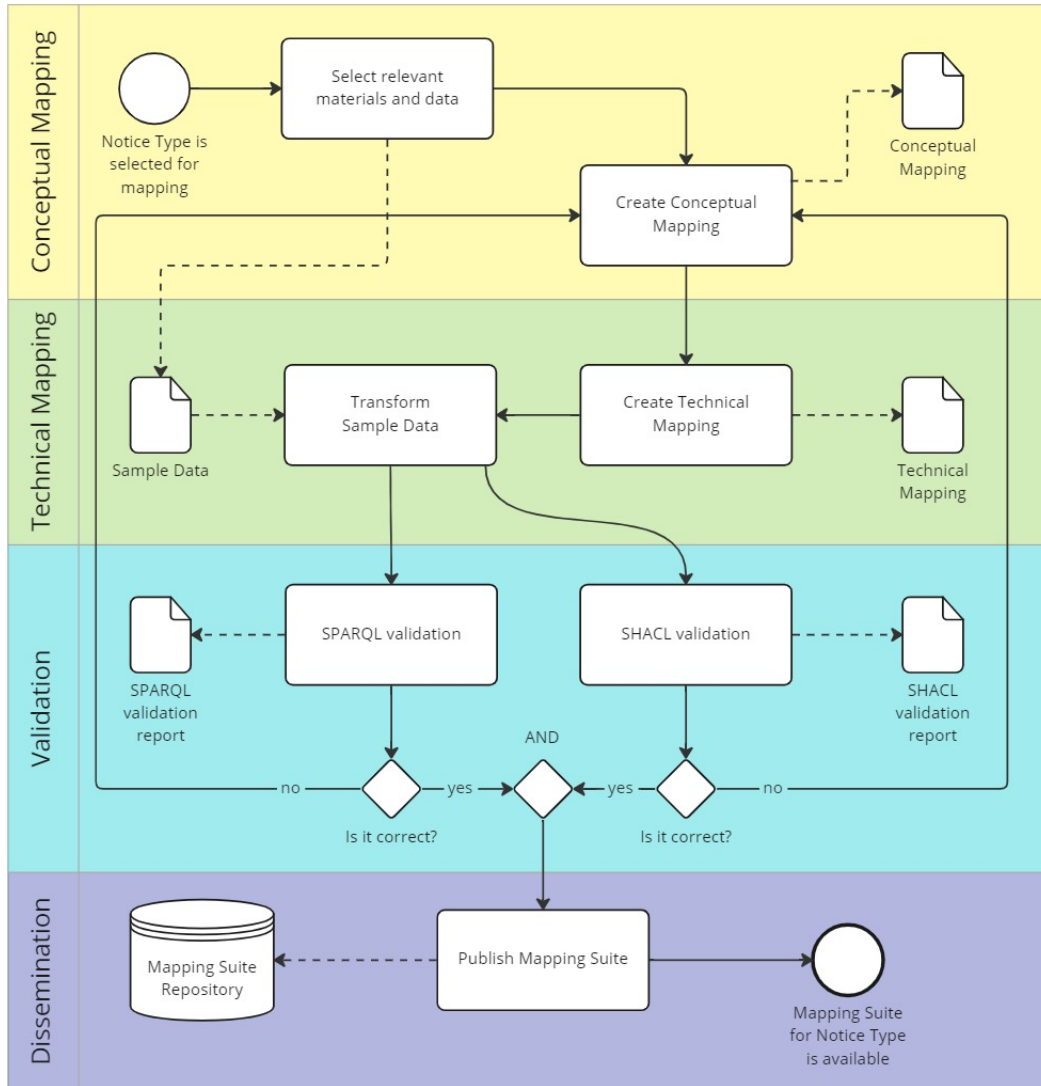 Conceptual Mapping
Notice Type is
selected for
mapping
Select relevant
materials and data
Conceptual
Mapping
Create Conceptual
Mapping
Technical Mapping
Sample Data
Transform
Sample Data
Create Technical
Mapping
Technical
Mapping
Validation
SPARQL
validation
report
SPARQL validation
SHACL validation
SHACL
validation
report
AND
no
yes
yes
no
Is it correct?
Is it correct?
Dissemination
Mapping Suite
Repository
Publish Mapping Suite
Mapping Suite
for Notice Type
is available